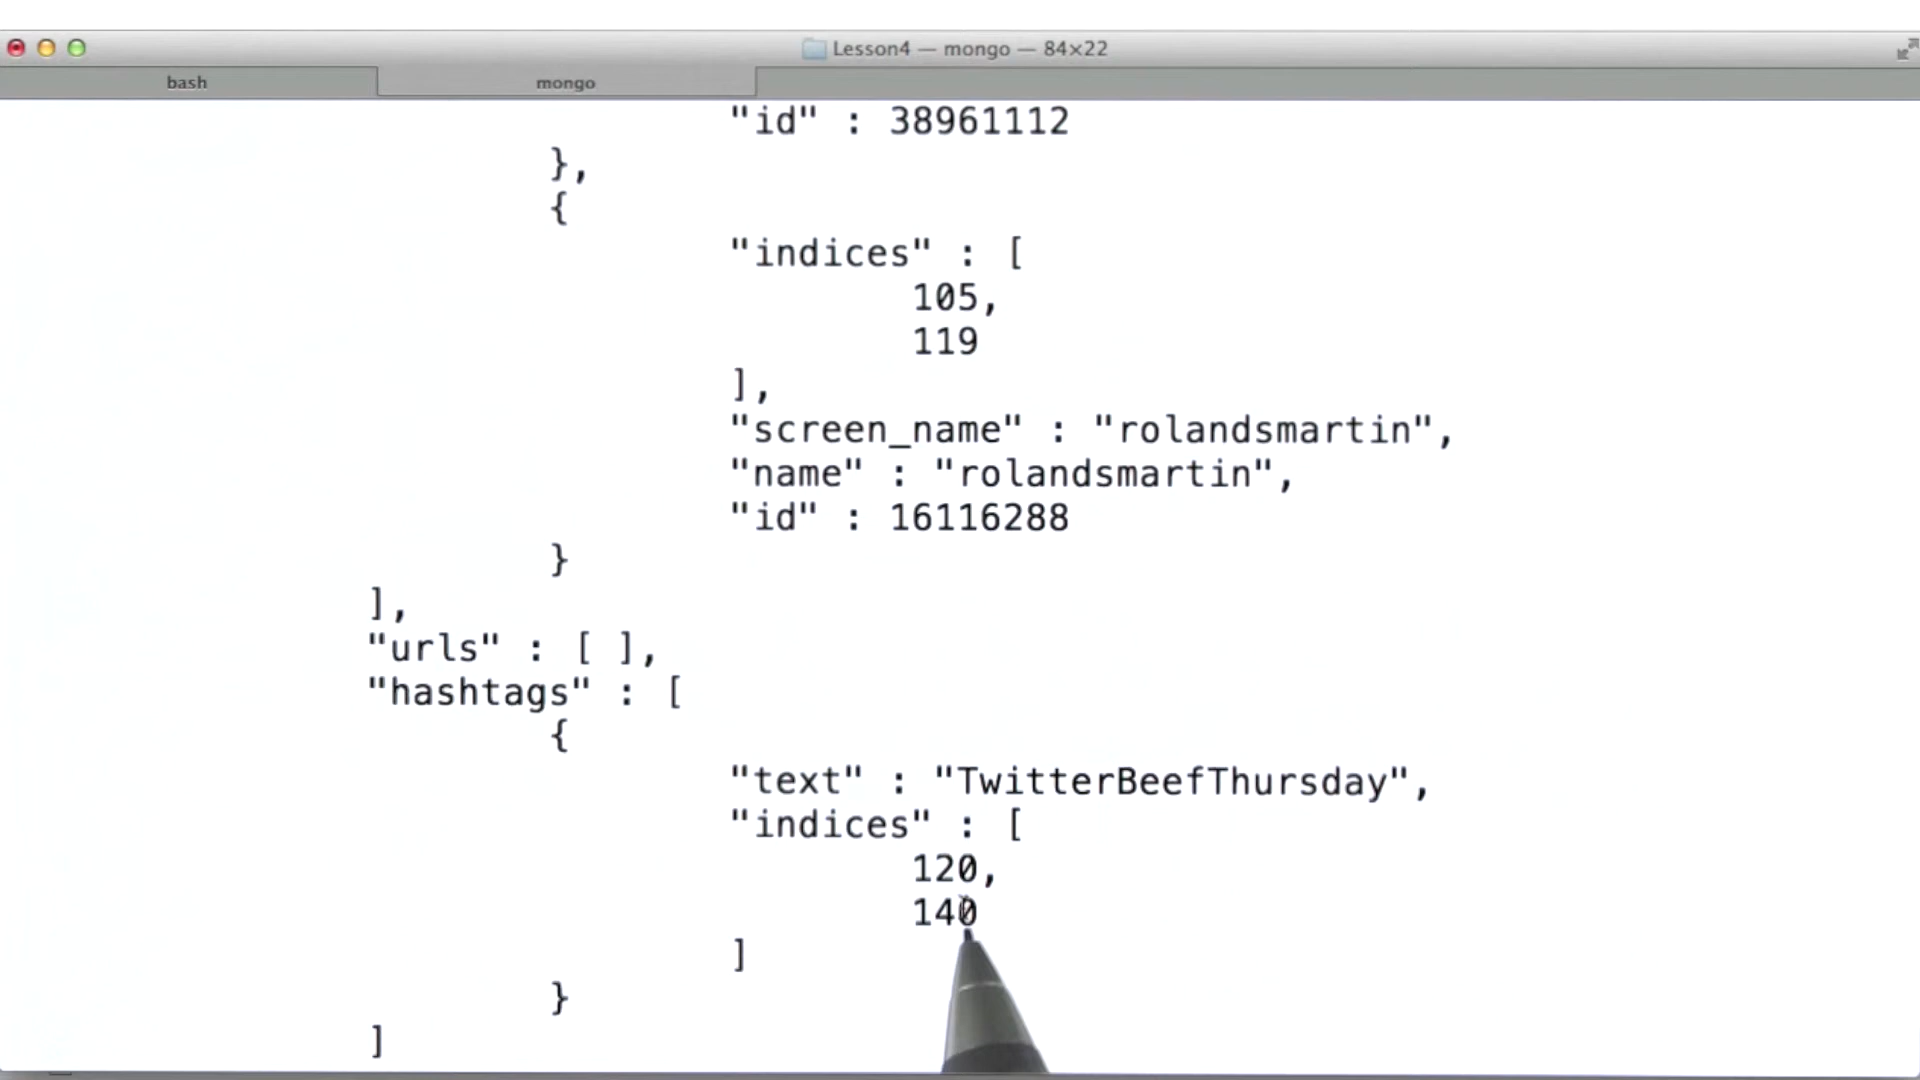 Lesson4 — mongo — 84×22
bash
mongo
"id" : 38961112
},
{
"indices" : [
105,
119
],
"screen_name" : "rolandsmartin",
"name" : "rolandsmartin",
"id" : 16116288
}
],
"urls" : [ ],
"hashtags" : [
{
"text" : "TwitterBeefThursday",
"indices" : [
120,
140
]
}
]